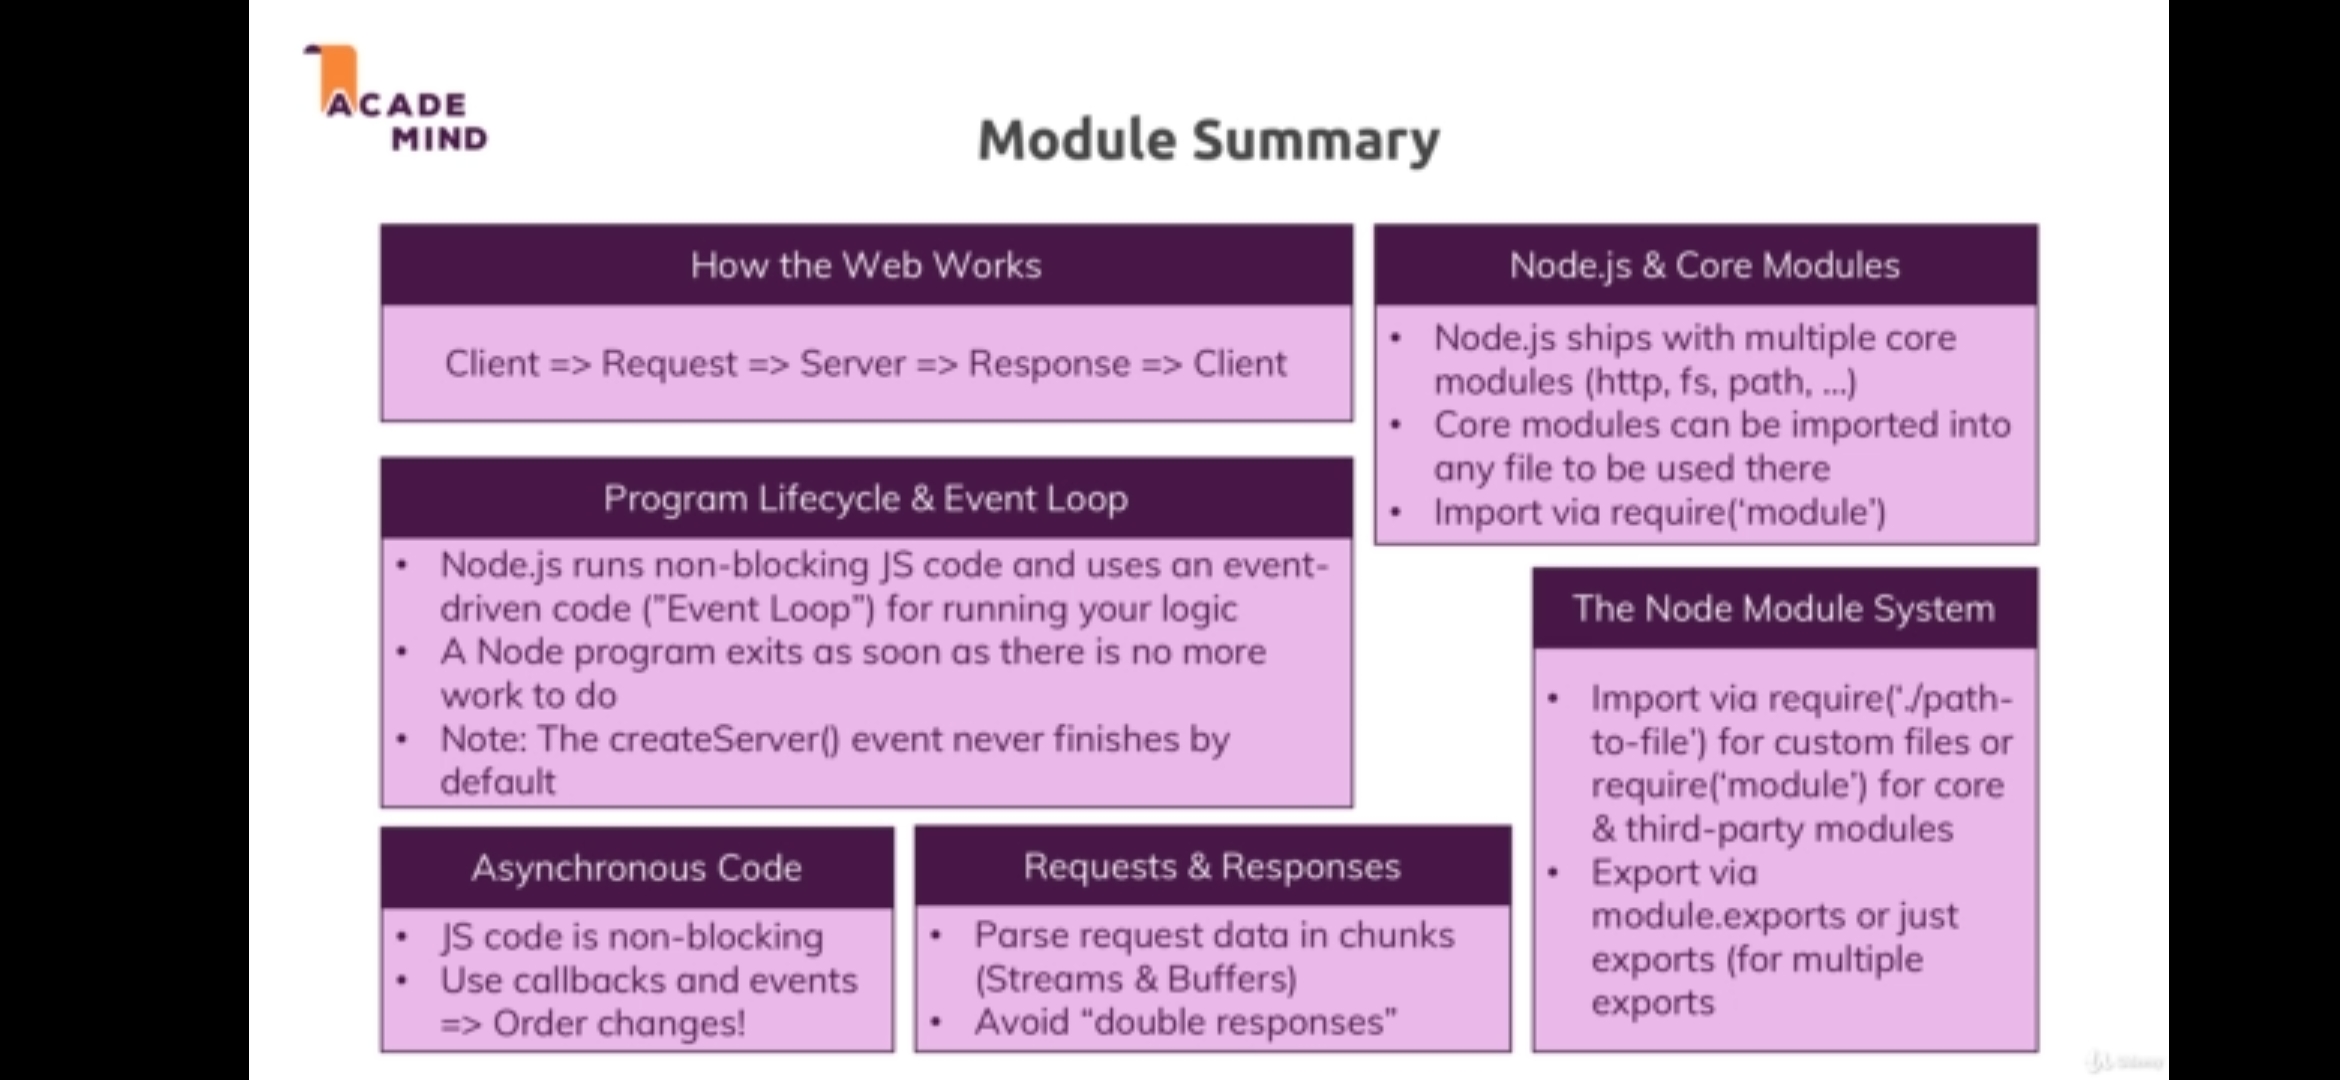 ACADE
MIND
Module Summary
How the Web Works
Client => Request => Server => Response => Client
Node.js & Core Modules
• Node.js ships with multiple core
modules (http, fs, path, ...)
• Core modules can be imported into
any file to be used there
• Import via require(‘module’)
Program Lifecycle & Event Loop
• Node.js runs non-blocking JS code and uses an event-
driven code (”Event Loop”) for running your logic
• A Node program exits as soon as there is no more
work to do
• Note: The createServer() event never finishes by
default
The Node Module System
• Import via require(‘./path-
to-file’) for custom files or
require(‘module’) for core
& third-party modules
• Export via
module.exports or just
exports (for multiple
exports
Asynchronous Code
• JS code is non-blocking
• Use callbacks and events
=> Order changes!
Requests & Responses
• Parse request data in chunks
(Streams & Buffers)
• Avoid “double responses”